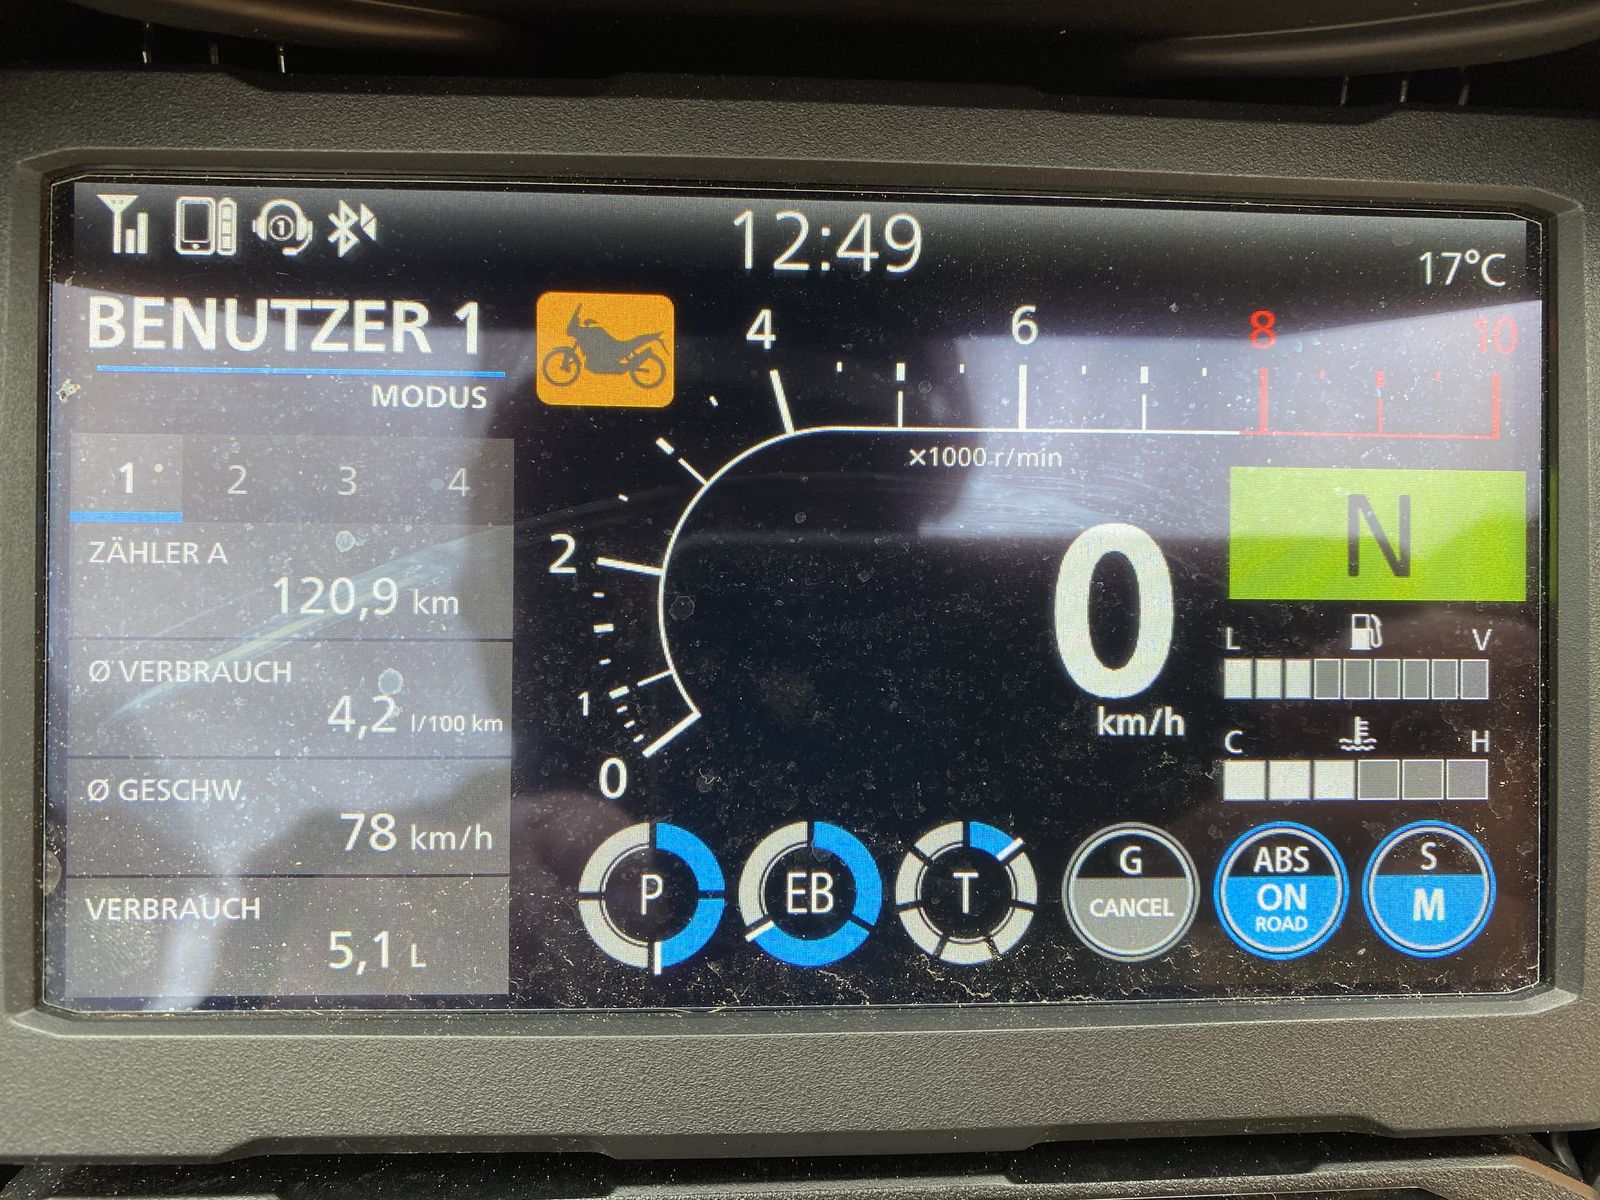 1
12:49
17°C
BENUTZER 1
MODUS
4 6 8 10
x1000 r/min
1 2 3 4
2
1
0
ZÄHLER A
120,9 km
Ø VERBRAUCH
4,2 l/100 km
Ø GESCHW.
78 km/h
VERBRAUCH
5,1 L
0
km/h
N
L V
C H
P
EB
T
G
CANCEL
ABS
ON
ROAD
S
M